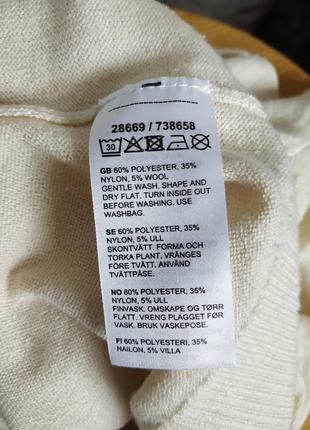 28669 / 738658
30
GB 60% POLYESTER, 35%
NYLON, 5% WOOL
GENTLE WASH. SHAPE AND
DRY FLAT. TURN INSIDE OUT
BEFORE WASHING. USE
WASHBAG.
SE 60% POLYESTER, 35%
NYLON, 5% ULL
SKONTVÄTT. FORMA OCH
TORKA PLANT. VRÄNGES
FÖRE TVÄTT. ANVÄND
TVÄTTPÅSE.
NO 60% POLYESTER, 35%
NYLON, 5% ULL
FINVASK. OMSKAPE OG TØRR
FLATT. VRENG PLAGGET FØR
VASK. BRUK VASKEPOSE.
FI 60% POLYESTERI, 35%
NAILON, 5% VILLA